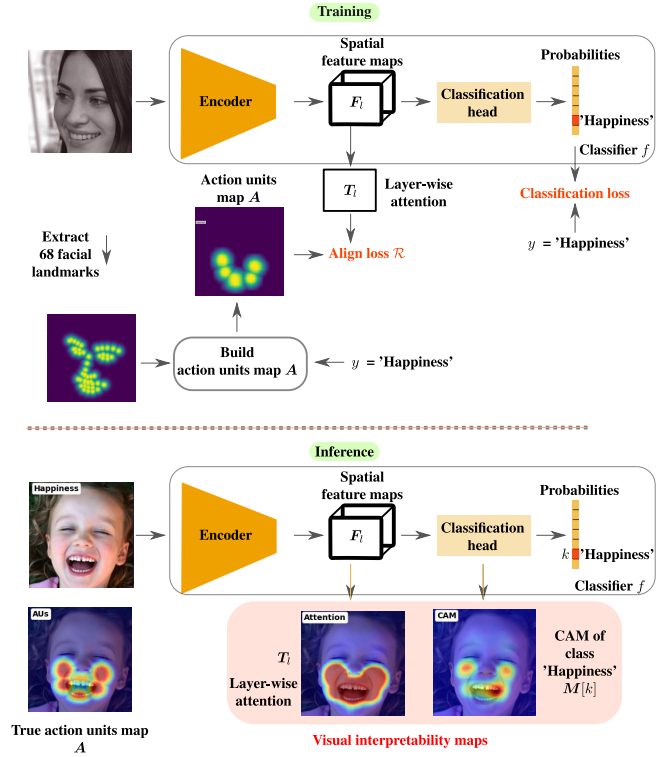 Training
Spatial
feature maps
Probabilities
Encoder
F_l
Classification
head
'Happiness'
Classifier f
Action units
map A
T_l
Layer-wise
attention
Classification loss
Extract
68 facial
landmarks
Align loss R
y = 'Happiness'
Build
action units map A
y = 'Happiness'
Inference
Happiness
Spatial
feature maps
Probabilities
Encoder
F_l
Classification
head
k 'Happiness'
Classifier f
AUs
Attention
CAM
T_l
Layer-wise
attention
CAM of
class
'Happiness'
M[k]
True action units map
A
Visual interpretability maps